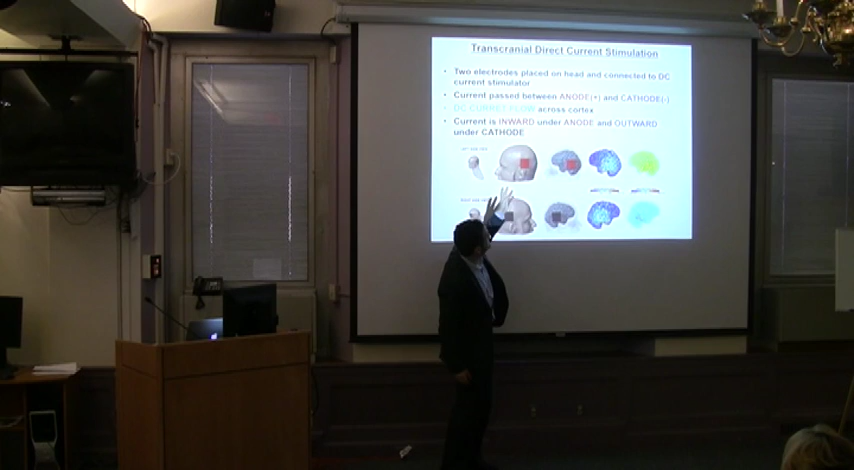 Transcranial Direct Current Stimulation
• Two electrodes placed on head and connected to DC
current stimulator
• Current passed between ANODE(+) and CATHODE(-)
• DC CURRET FLOW across cortex
• Current is INWARD under ANODE and OUTWARD
under CATHODE